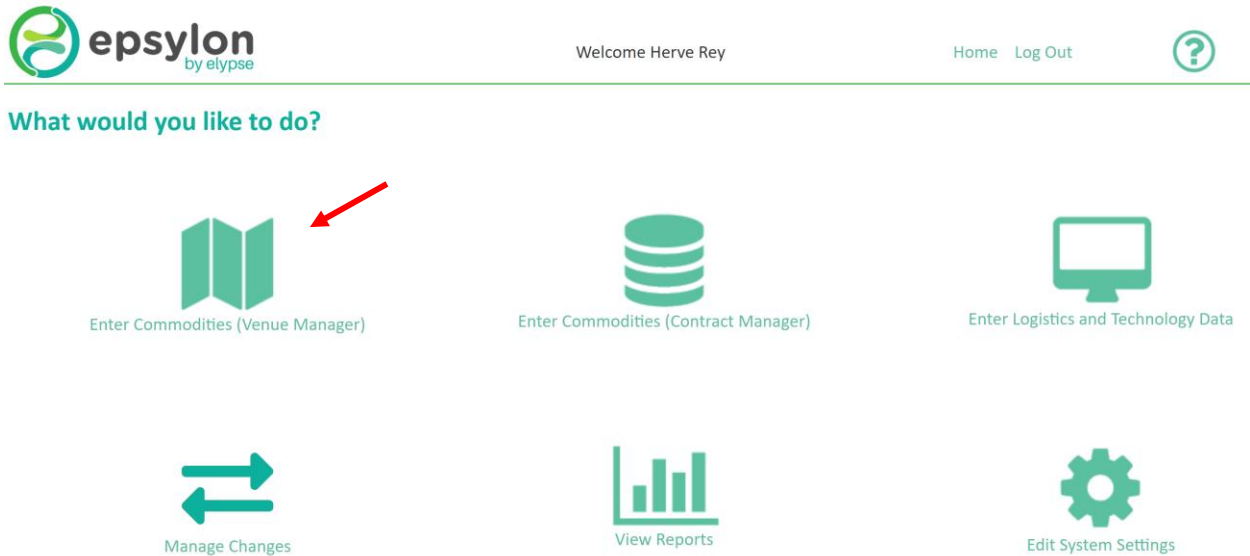 epsylon
by elypse
Welcome Herve Rey
Home Log Out
?
What would you like to do?
Enter Commodities (Venue Manager)
Enter Commodities (Contract Manager)
Enter Logistics and Technology Data
Manage Changes
View Reports
Edit System Settings